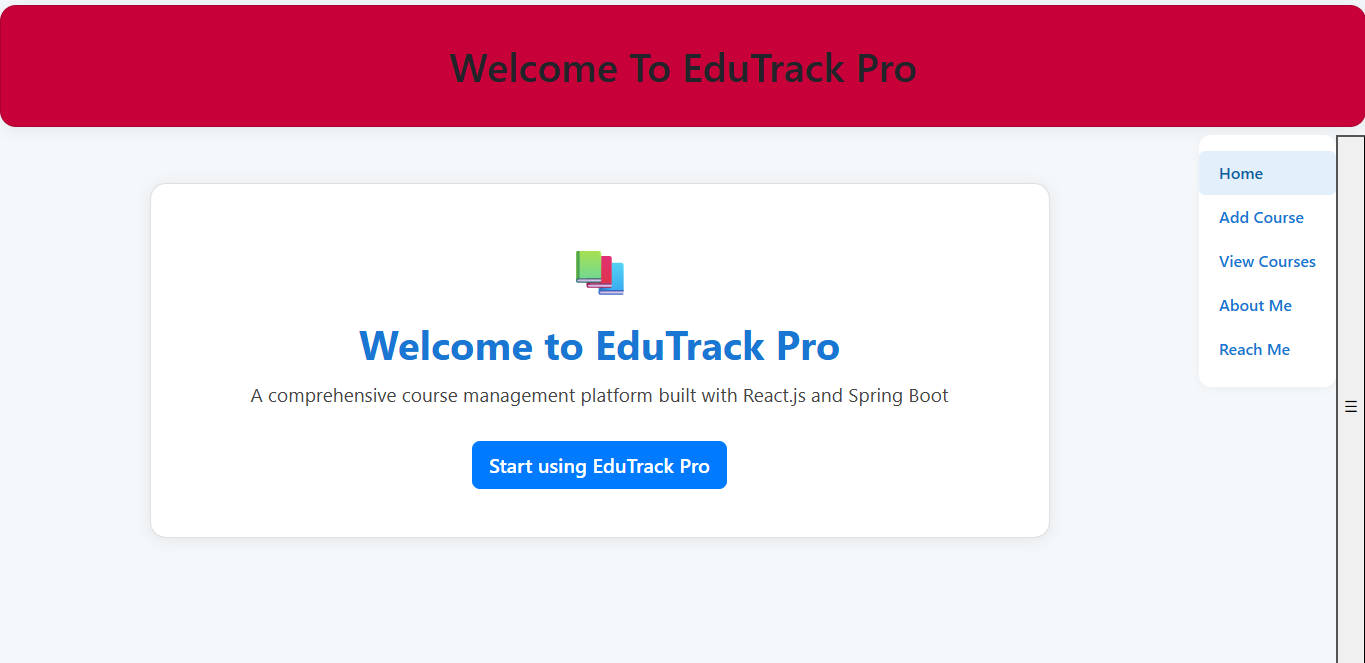 Welcome To EduTrack Pro
Welcome to EduTrack Pro
A comprehensive course management platform built with React.js and Spring Boot
Start using EduTrack Pro
Home
Add Course
View Courses
About Me
Reach Me
☰